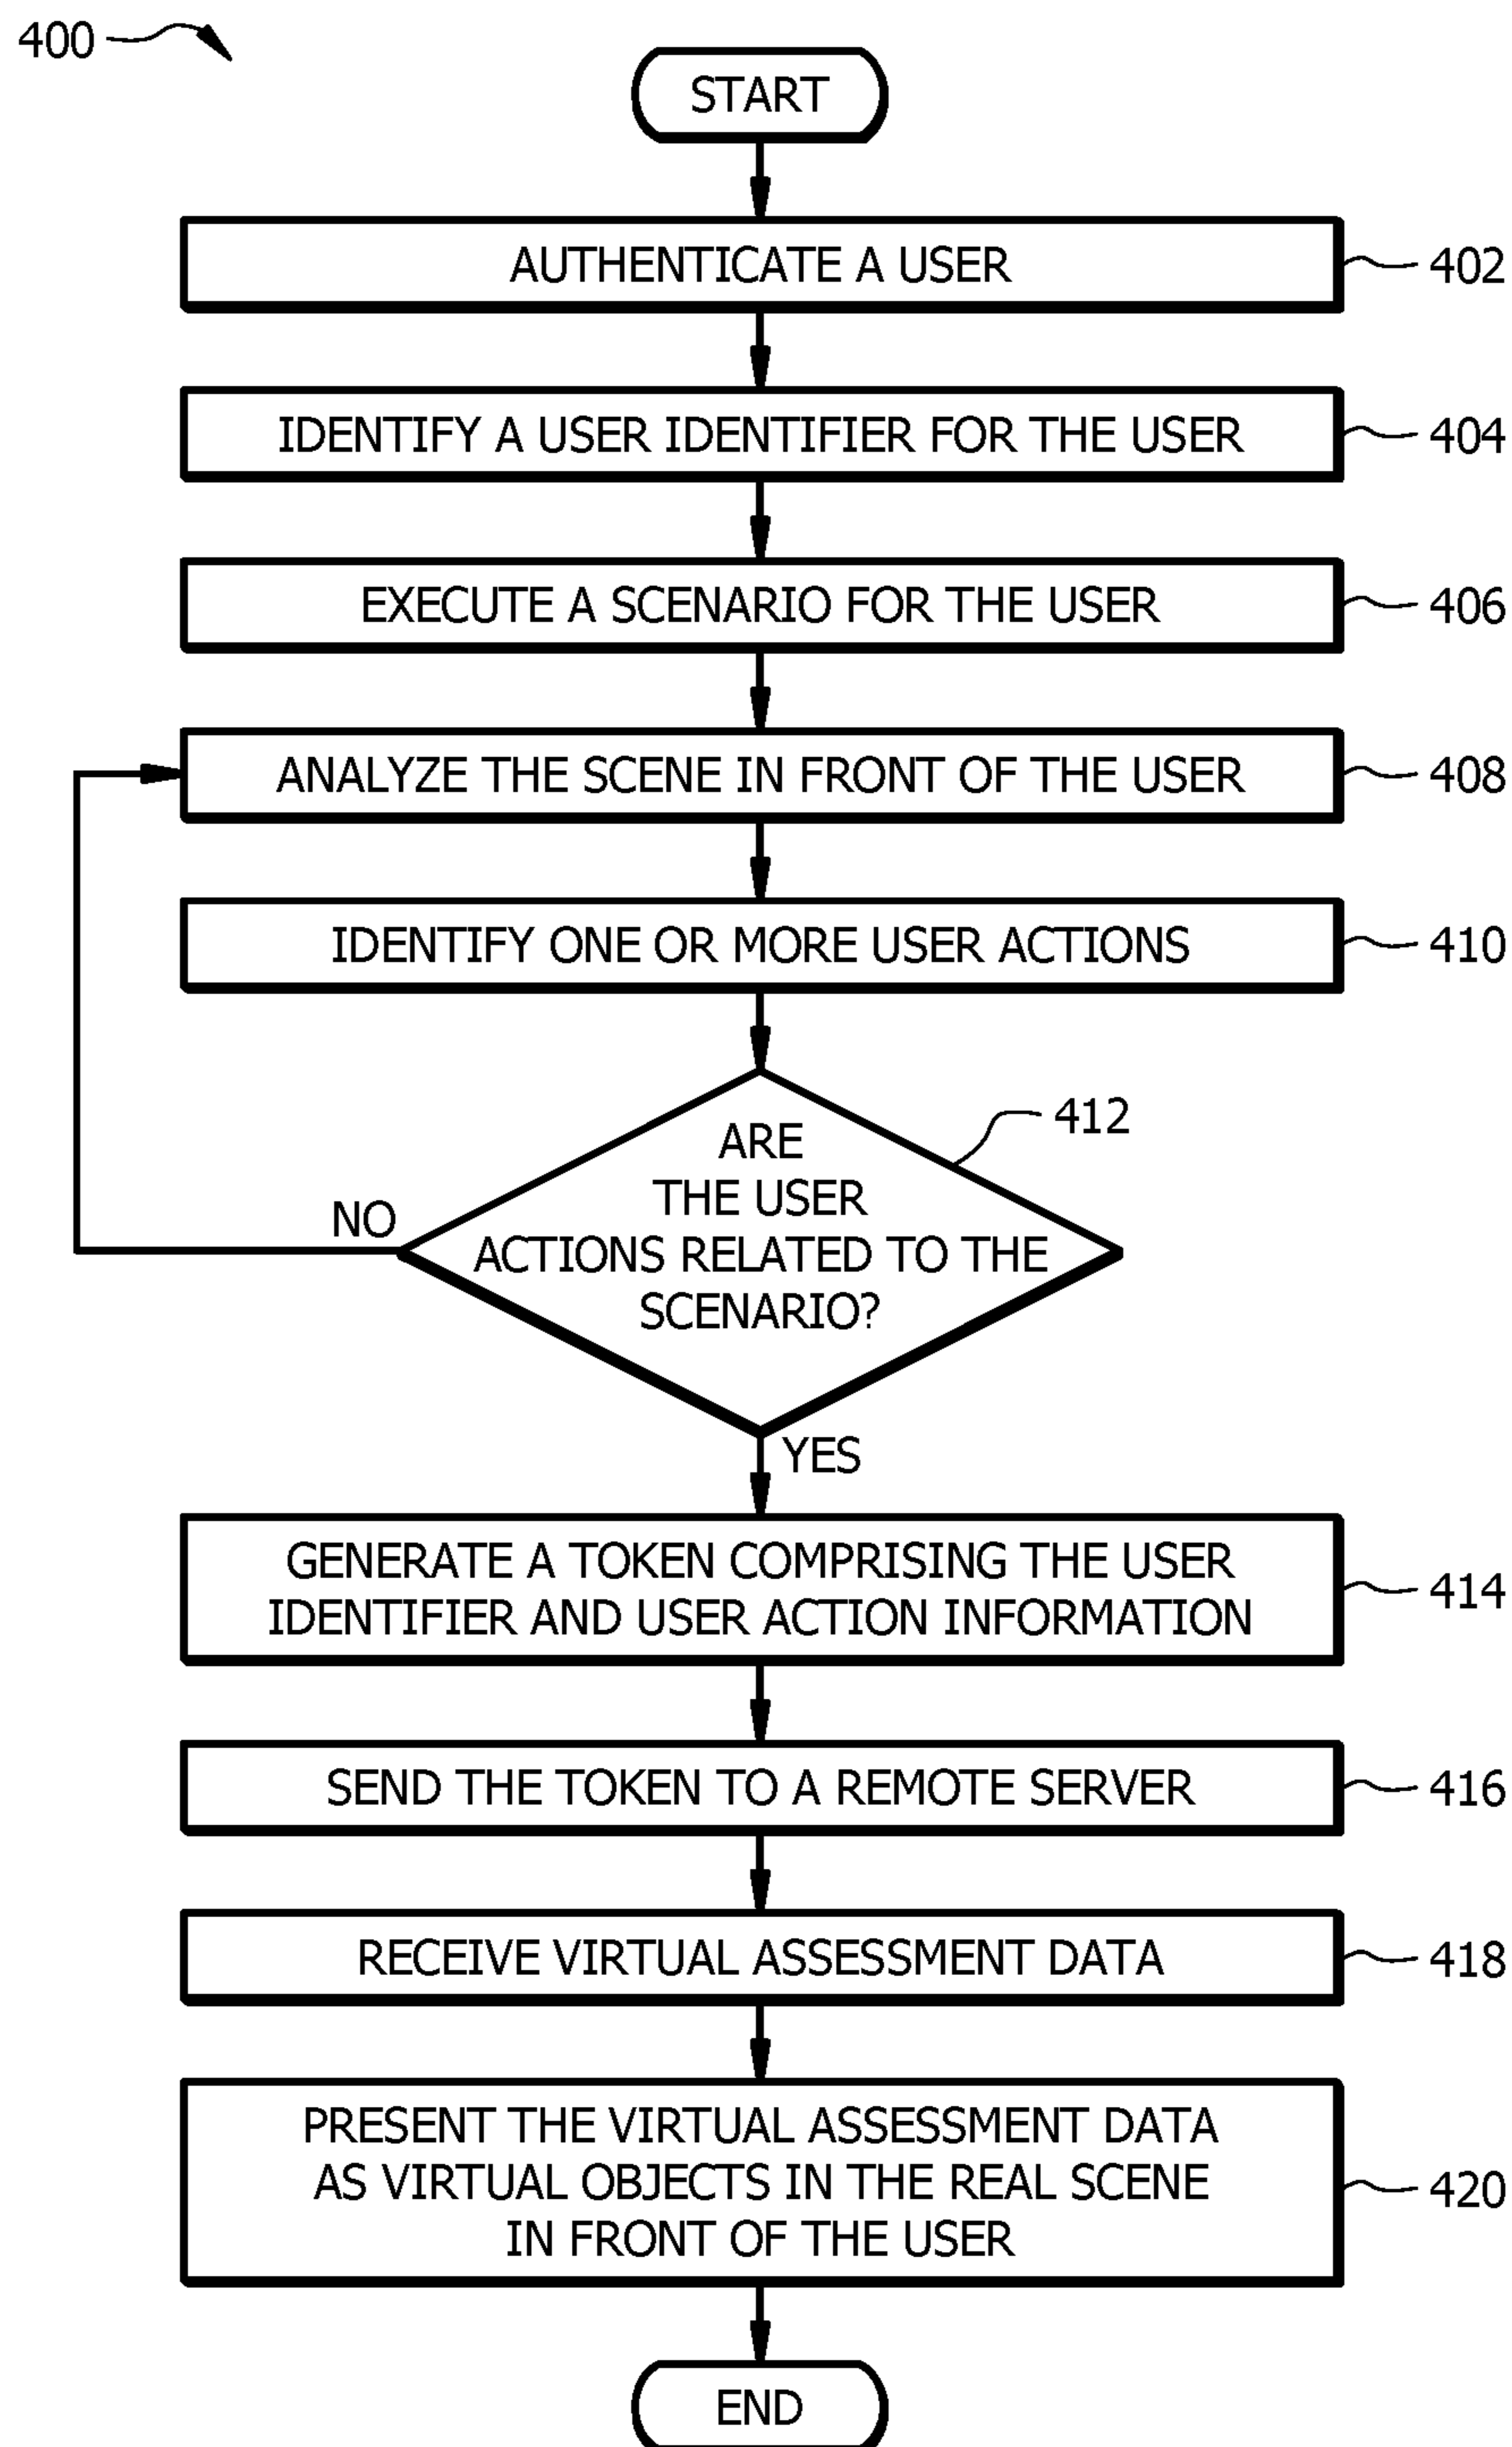 400
START
AUTHENTICATE A USER
402
IDENTIFY A USER IDENTIFIER FOR THE USER
404
EXECUTE A SCENARIO FOR THE USER
406
ANALYZE THE SCENE IN FRONT OF THE USER
408
IDENTIFY ONE OR MORE USER ACTIONS
410
412
ARE
THE USER
ACTIONS RELATED TO THE
SCENARIO?
NO
YES
GENERATE A TOKEN COMPRISING THE USER
IDENTIFIER AND USER ACTION INFORMATION
414
SEND THE TOKEN TO A REMOTE SERVER
416
RECEIVE VIRTUAL ASSESSMENT DATA
418
PRESENT THE VIRTUAL ASSESSMENT DATA
AS VIRTUAL OBJECTS IN THE REAL SCENE
IN FRONT OF THE USER
420
END